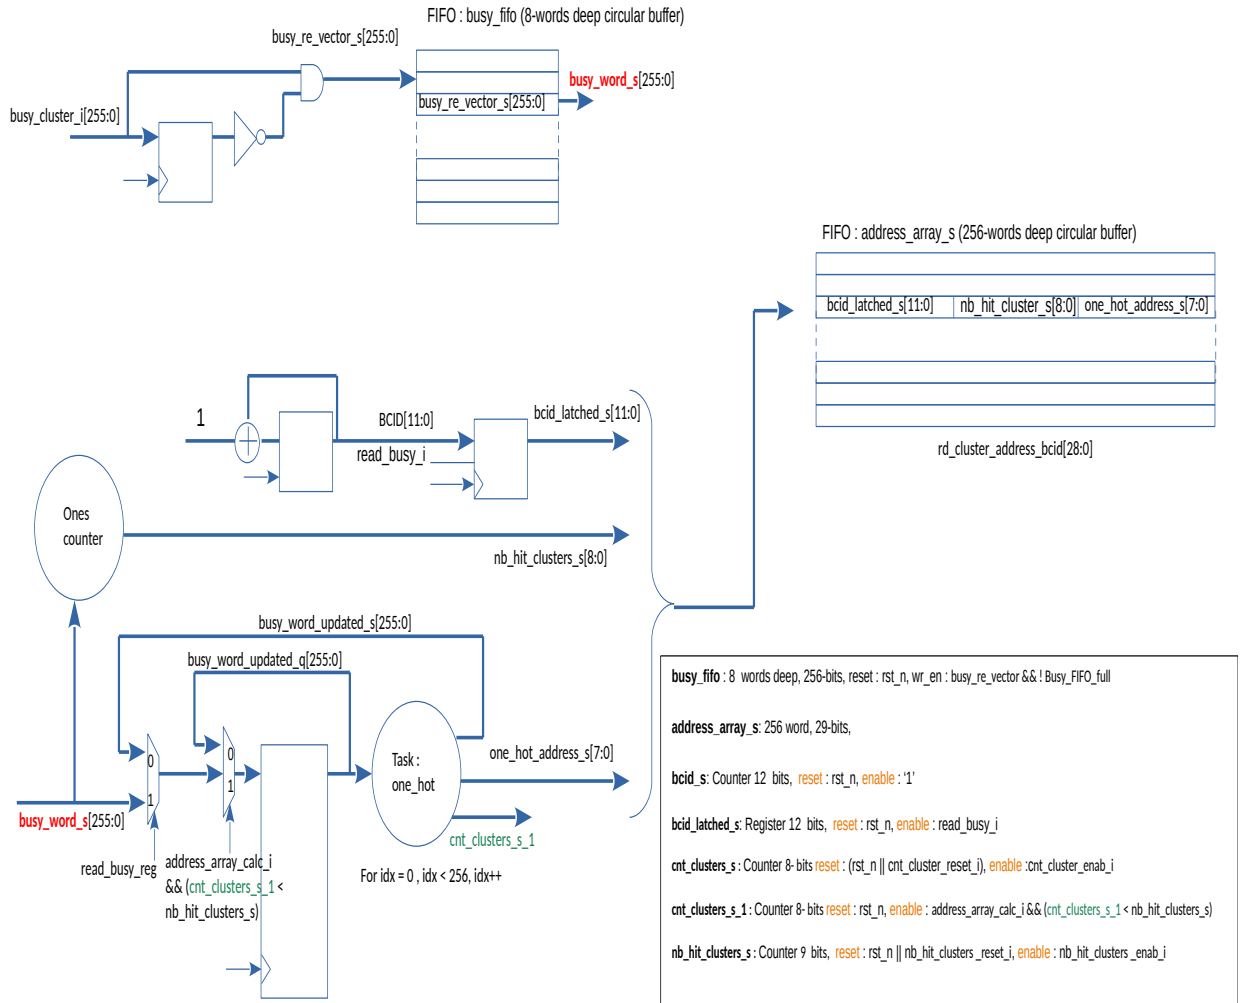 FIFO : busy_fifo (8-words deep circular buffer)
busy_re_vector_s[255:0]
busy_word_s[255:0]
busy_re_vector_s[255:0]
busy_cluster_i[255:0]
FIFO : address_array_s (256-words deep circular buffer)
bcid_latched_s[11:0] nb_hit_cluster_s[8:0] one_hot_address_s[7:0]
rd_cluster_address_bcid[28:0]
1
BCID[11:0]
bcid_latched_s[11:0]
read_busy_i
Ones
counter
nb_hit_clusters_s[8:0]
busy_word_updated_s[255:0]
busy_word_updated_q[255:0]
0
1
0
1
Task :
one_hot
one_hot_address_s[7:0]
busy_word_s[255:0]
cnt_clusters_s_1
read_busy_reg
address_array_calc_i
&& (cnt_clusters_s_1 <
nb_hit_clusters_s)
For idx = 0 , idx < 256, idx++
busy_fifo : 8 words deep, 256-bits, reset : rst_n, wr_en : busy_re_vector && ! Busy_FIFO_full
address_array_s: 256 word, 29-bits,
bcid_s: Counter 12 bits, reset : rst_n, enable : ‘1’
bcid_latched_s: Register 12 bits, reset : rst_n, enable : read_busy_i
cnt_clusters_s : Counter 8- bits reset : (rst_n || cnt_cluster_reset_i), enable :cnt_cluster_enab_i
cnt_clusters_s_1 : Counter 8- bits reset : rst_n, enable : address_array_calc_i && (cnt_clusters_s_1 < nb_hit_clusters_s)
nb_hit_clusters_s : Counter 9 bits, reset : rst_n || nb_hit_clusters _reset_i, enable : nb_hit_clusters _enab_i